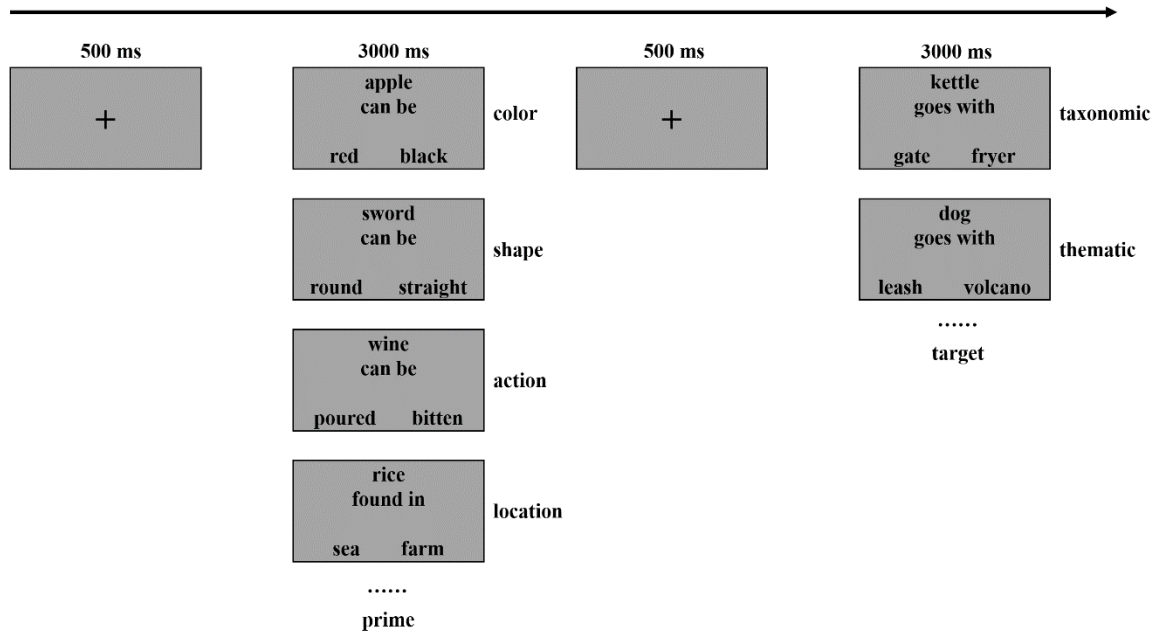 500 ms 3000 ms 500 ms 3000 ms
+
apple
can be
red black
color
+
kettle
goes with
gate fryer
taxonomic
sword
can be
round straight
shape
dog
goes with
leash volcano
thematic
......
target
wine
can be
poured bitten
action
rice
found in
sea farm
location
......
prime